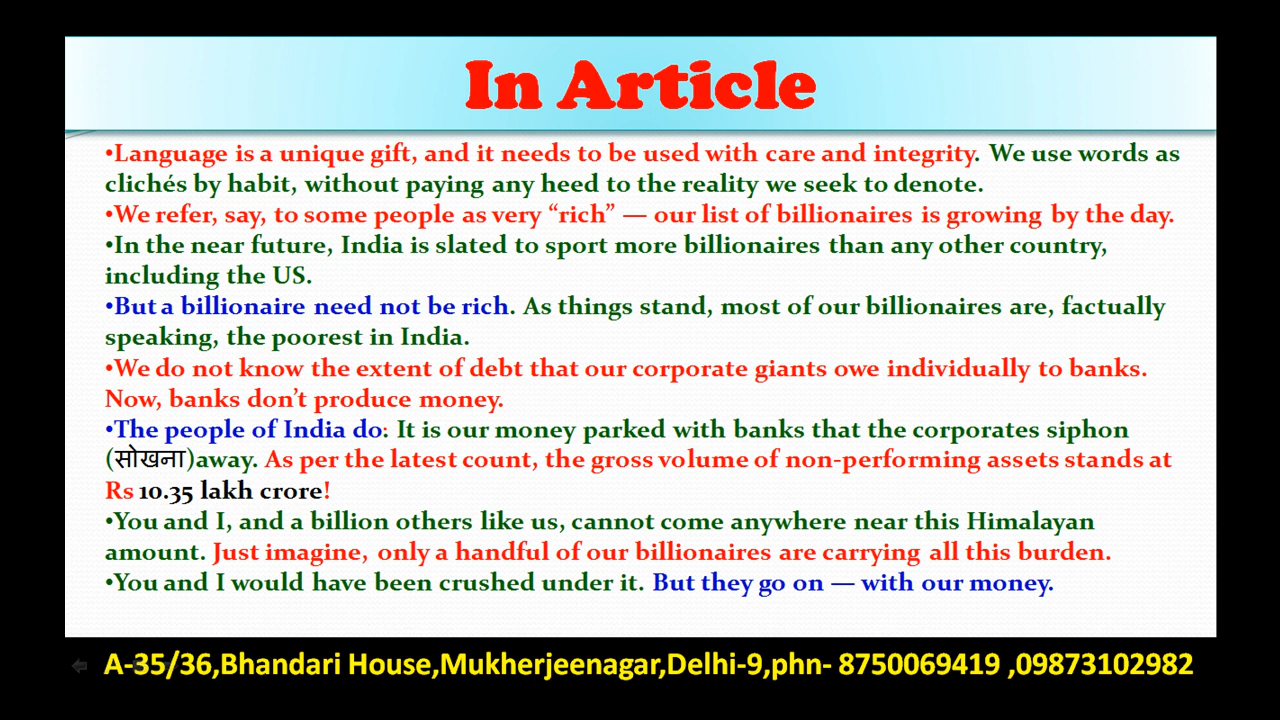 In Article
•Language is a unique gift, and it needs to be used with care and integrity. We use words as
clichés by habit, without paying any heed to the reality we seek to denote.
•We refer, say, to some people as very “rich” — our list of billionaires is growing by the day.
•In the near future, India is slated to sport more billionaires than any other country,
including the US.
•But a billionaire need not be rich. As things stand, most of our billionaires are, factually
speaking, the poorest in India.
•We do not know the extent of debt that our corporate giants owe individually to banks.
Now, banks don’t produce money.
•The people of India do: It is our money parked with banks that the corporates siphon
(सोखना)away. As per the latest count, the gross volume of non-performing assets stands at
Rs 10.35 lakh crore!
•You and I, and a billion others like us, cannot come anywhere near this Himalayan
amount. Just imagine, only a handful of our billionaires are carrying all this burden.
•You and I would have been crushed under it. But they go on — with our money.
A-35/36,Bhandari House,Mukherjeenagar,Delhi-9,phn- 8750069419 ,09873102982